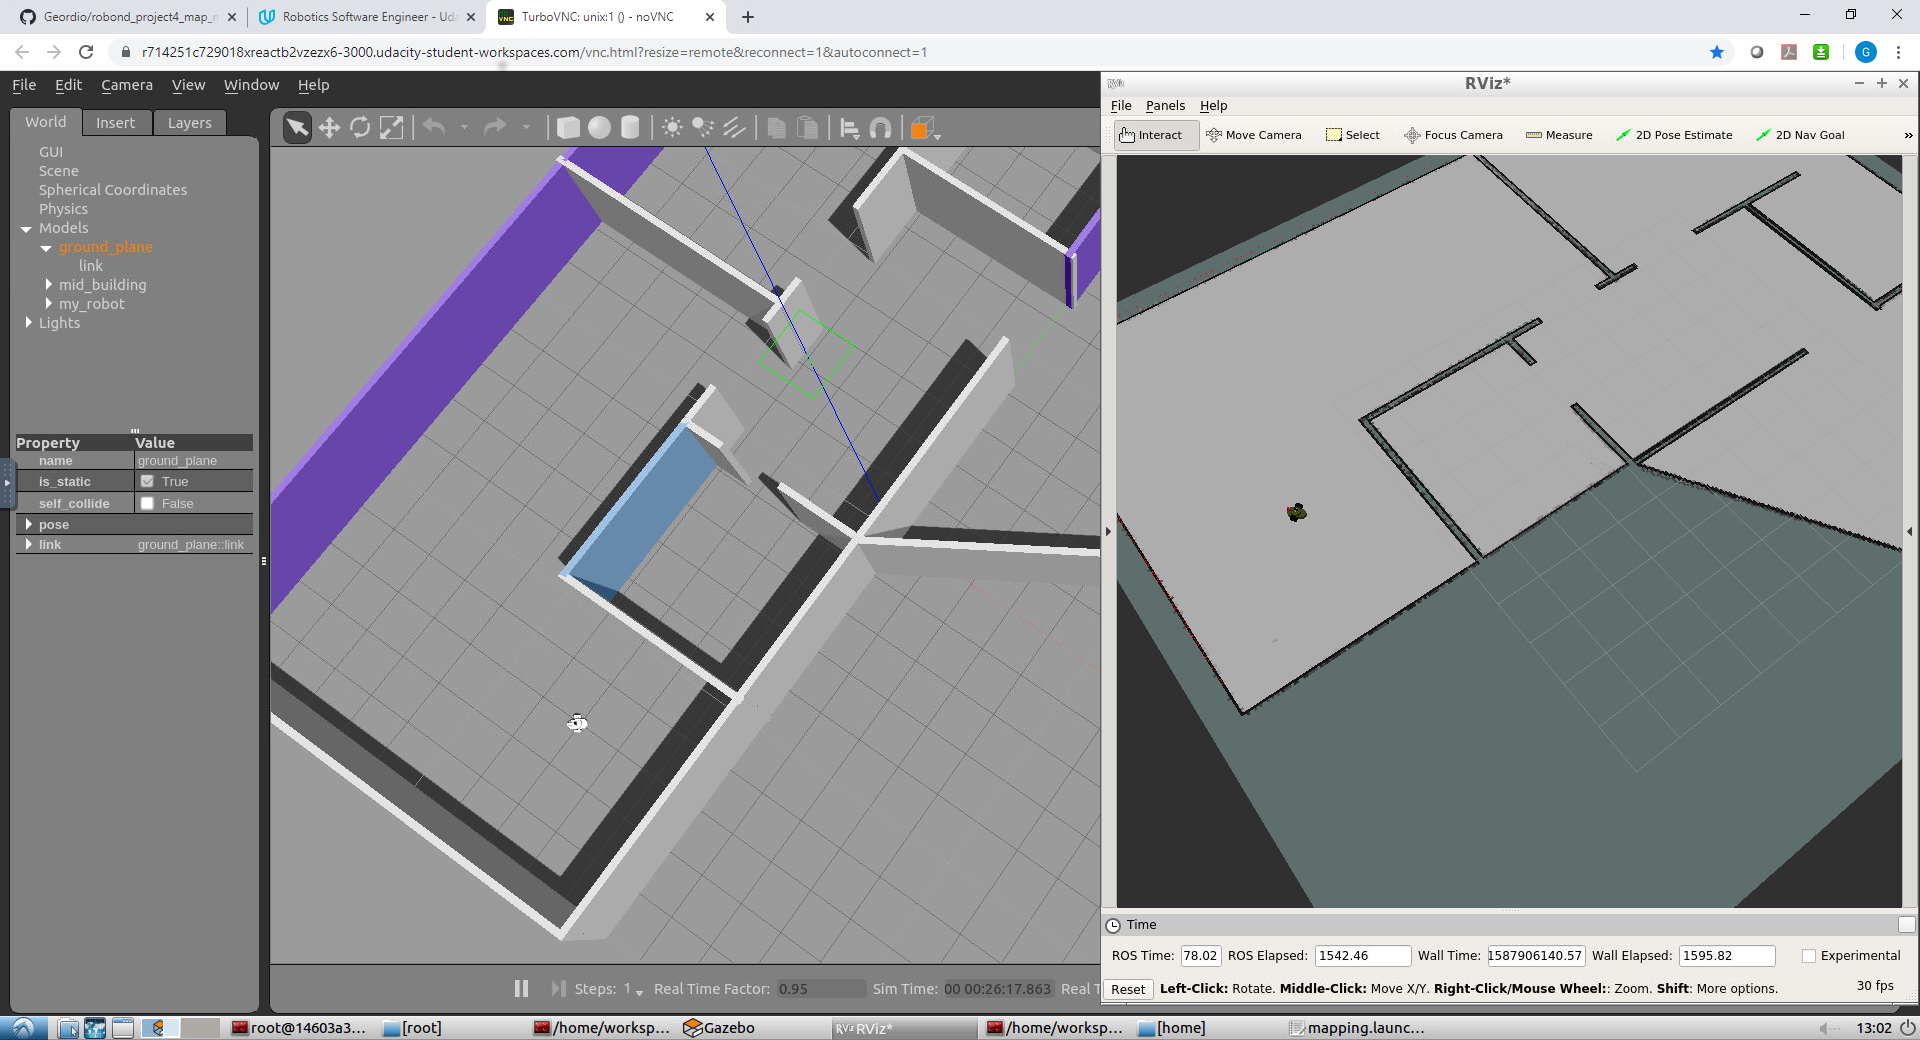 Geordio/robond_project4_map_n
Robotics Software Engineer - Uda
TurboVNC: unix:1 () - noVNC
r714251c729018xreactb2vzezx6-3000.udacity-student-workspaces.com/vnc.html?resize=remote&reconnect=1&autoconnect=1
G
File Edit Camera View Window Help
World Insert Layers
GUI
Scene
Spherical Coordinates
Physics
Models
ground_plane
link
mid_building
my_robot
Lights
Property Value
name ground_plane
is_static True
self_collide False
pose
link ground_plane::link
Steps: 1 Real Time Factor: 0.95 Sim Time: 00 00:26:17.863 Real T
RViz*
File Panels Help
Interact Move Camera Select Focus Camera Measure 2D Pose Estimate 2D Nav Goal »
Time
ROS Time: 78.02 ROS Elapsed: 1542.46 Wall Time: 1587906140.57 Wall Elapsed: 1595.82 Experimental
Reset Left-Click: Rotate. Middle-Click: Move X/Y. Right-Click/Mouse Wheel:: Zoom. Shift: More options. 30 fps
root@14603a3... [root] /home/worksp... Gazebo RViz RViz* /home/worksp... [home] mapping.launc... 13:02